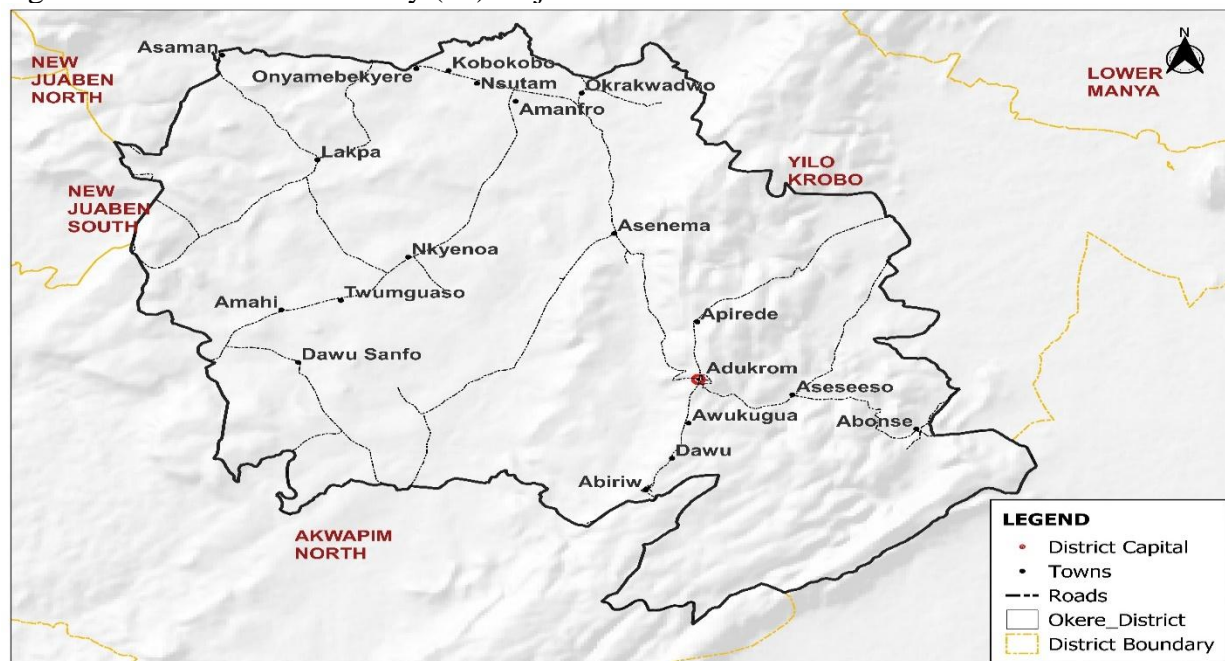 Asaman
NEW
JUABEN
NORTH
Onyamebekyere
Kobokobo
Nsutam
Okrakwadwo
Amanfro
N
LOWER
MANYA
Lakpa
YILO
KROBO
NEW
JUABEN
SOUTH
Asenema
Nkyenoa
Twumguaso
Amahi
Apirede
Dawu Sanfo
Adukrom
Aseseeso
Awukugua
Abonse
Dawu
Abiriw
AKWAPIM
NORTH
LEGEND
District Capital
Towns
Roads
Okere_District
District Boundary